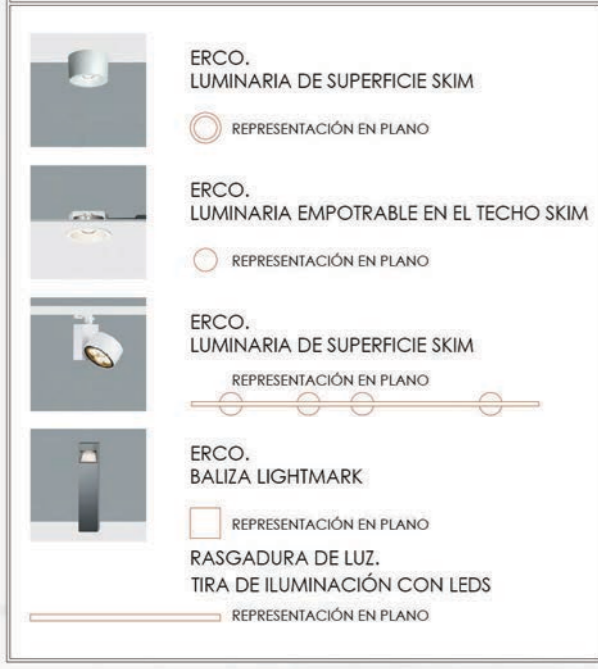 ERCO.
LUMINARIA DE SUPERFICIE SKIM
REPRESENTACIÓN EN PLANO
ERCO.
LUMINARIA EMPOTRABLE EN EL TECHO SKIM
REPRESENTACIÓN EN PLANO
ERCO.
LUMINARIA DE SUPERFICIE SKIM
REPRESENTACIÓN EN PLANO
ERCO.
BALIZA LIGHTMARK
REPRESENTACIÓN EN PLANO
RASGADURA DE LUZ.
TIRA DE ILUMINACIÓN CON LEDS
REPRESENTACIÓN EN PLANO